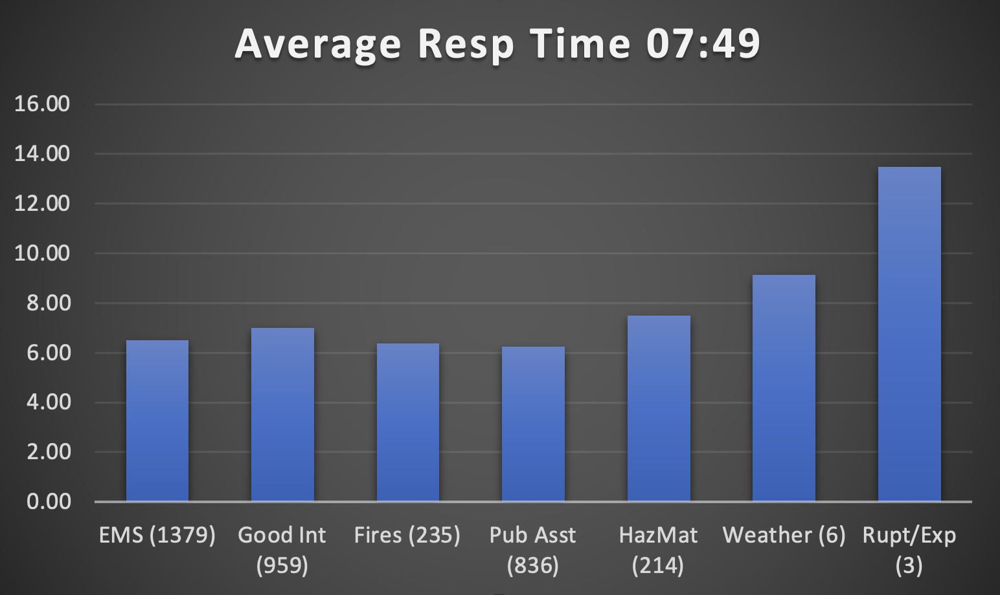 Average Resp Time 07:49
16.00
14.00
12.00
10.00
8.00
6.00
4.00
2.00
0.00
EMS (1379)
Good Int
(959)
Fires (235)
Pub Asst
(836)
HazMat
(214)
Weather (6)
Rupt/Exp
(3)